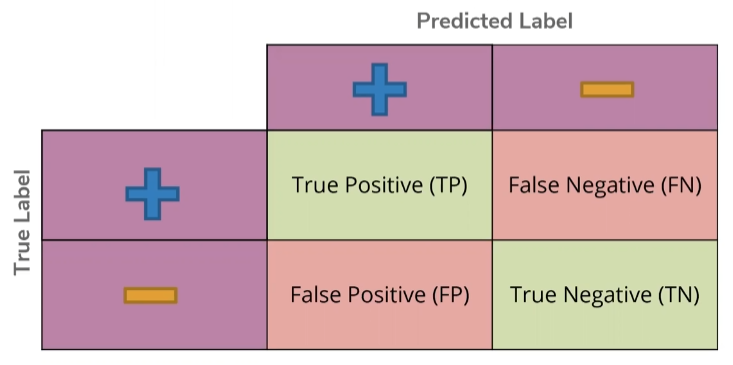 Predicted Label
True Label
True Positive (TP)
False Negative (FN)
False Positive (FP)
True Negative (TN)